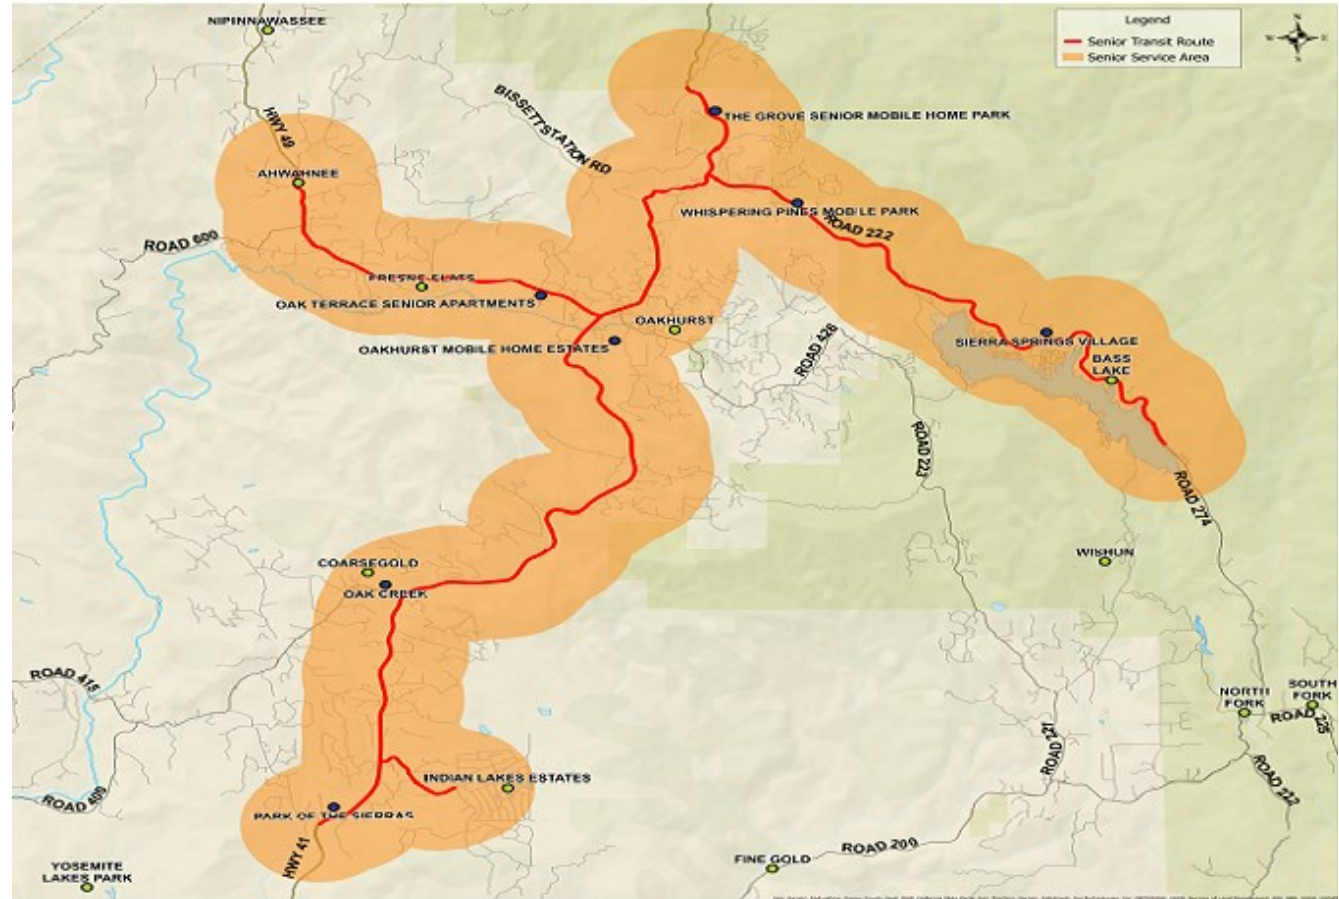 NIPINNAWASSEE
Legend
Senior Transit Route
Senior Service Area
N
W
E
S
HWY 49
BISSETT STATION RD
THE GROVE SENIOR MOBILE HOME PARK
AHWAHNEE
WHISPERING PINES MOBILE PARK
ROAD 222
ROAD 600
FRESNO FLATS
OAK TERRACE SENIOR APARTMENTS
OAKHURST
OAKHURST MOBILE HOME ESTATES
ROAD 426
SIERRA SPRINGS VILLAGE
BASS
LAKE
ROAD 223
ROAD 274
WISHON
COARSEGOLD
OAK CREEK
ROAD 415
NORTH
FORK
SOUTH
FORK
ROAD 225
ROAD 221
ROAD 222
INDIAN LAKES ESTATES
ROAD 400
PARK OF THE SIERRAS
HWY 41
ROAD 200
FINE GOLD
YOSEMITE
LAKES PARK